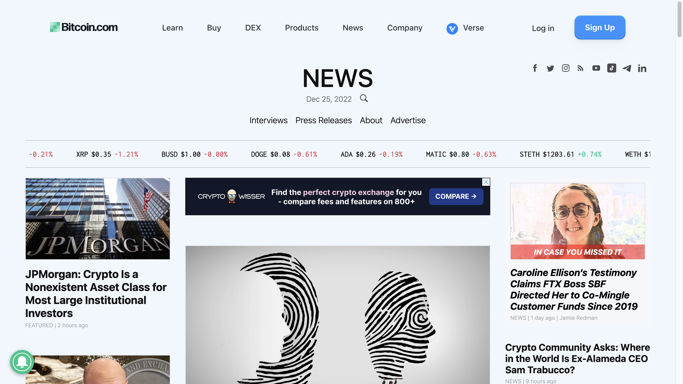 Bitcoin.com
Learn
Buy
DEX
Products
News
Company
Verse
Log in
Sign Up
NEWS
Dec 25, 2022
Interviews Press Releases About Advertise
-0.21% XRP $0.35 -1.21% BUSD $1.00 -0.00% DOGE $0.08 -0.61% ADA $0.26 -0.19% MATIC $0.80 -0.63% STETH $1203.61 +0.74% WETH $1
JPMORGAN
JPMorgan: Crypto Is a
Nonexistent Asset Class for
Most Large Institutional
Investors
FEATURED | 2 hours ago
CRYPTO WISSER
Find the perfect crypto exchange for you
- compare fees and features on 800+
COMPARE →
IN CASE YOU MISSED IT
Caroline Ellison's Testimony
Claims FTX Boss SBF
Directed Her to Co-Mingle
Customer Funds Since 2019
NEWS | 1 day ago | Jamie Redman
Crypto Community Asks: Where
in the World Is Ex-Alameda CEO
Sam Trabucco?
NEWS | 9 hours ago